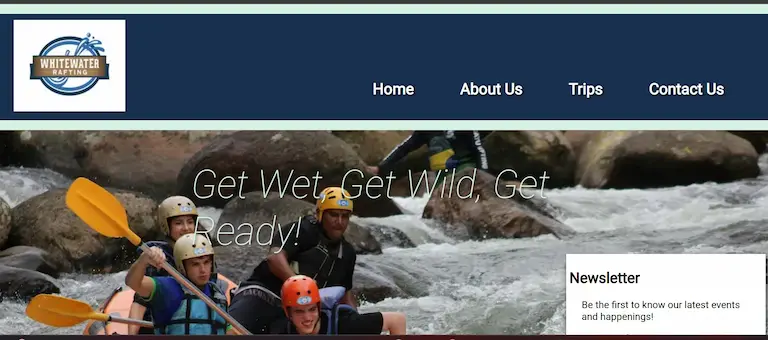 WHITEWATER
RAFTING
Home About Us Trips Contact Us
Get Wet, Get Wild, Get
Ready!
Newsletter
Be the first to know our latest events
and happenings!